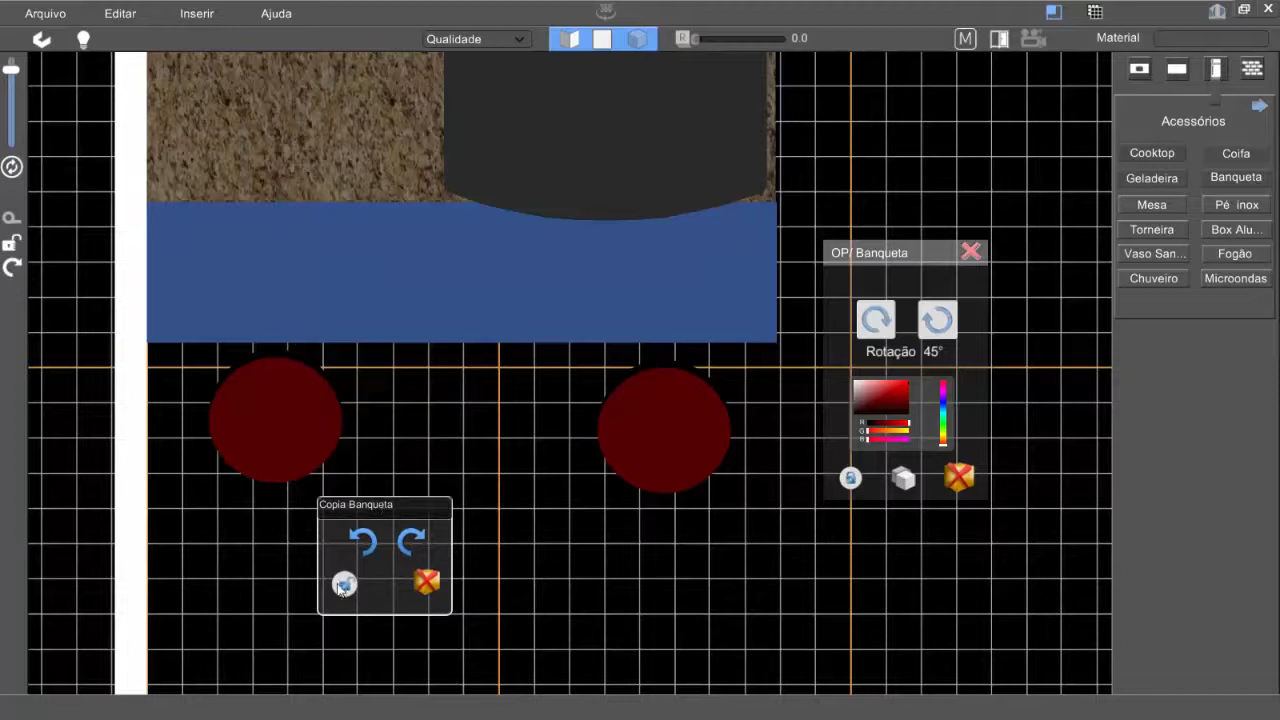 Arquivo Editar Inserir Ajuda
360
Qualidade R 0.0 M Material
Acessórios
Cooktop Coifa
Geladeira Banqueta
Mesa Pé inox
Torneira Box Alu...
Vaso San... Fogão
Chuveiro Microondas
OP/ Banqueta
Rotação 45°
R
G
B
Copia Banqueta